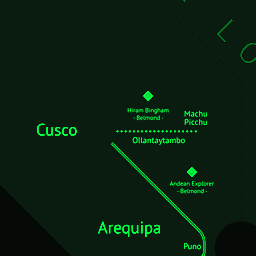 Hiram Bingham
- Belmond -
Machu
Picchu
Cusco
Ollantaytambo
Andean Explorer
- Belmond -
Arequipa
Puno